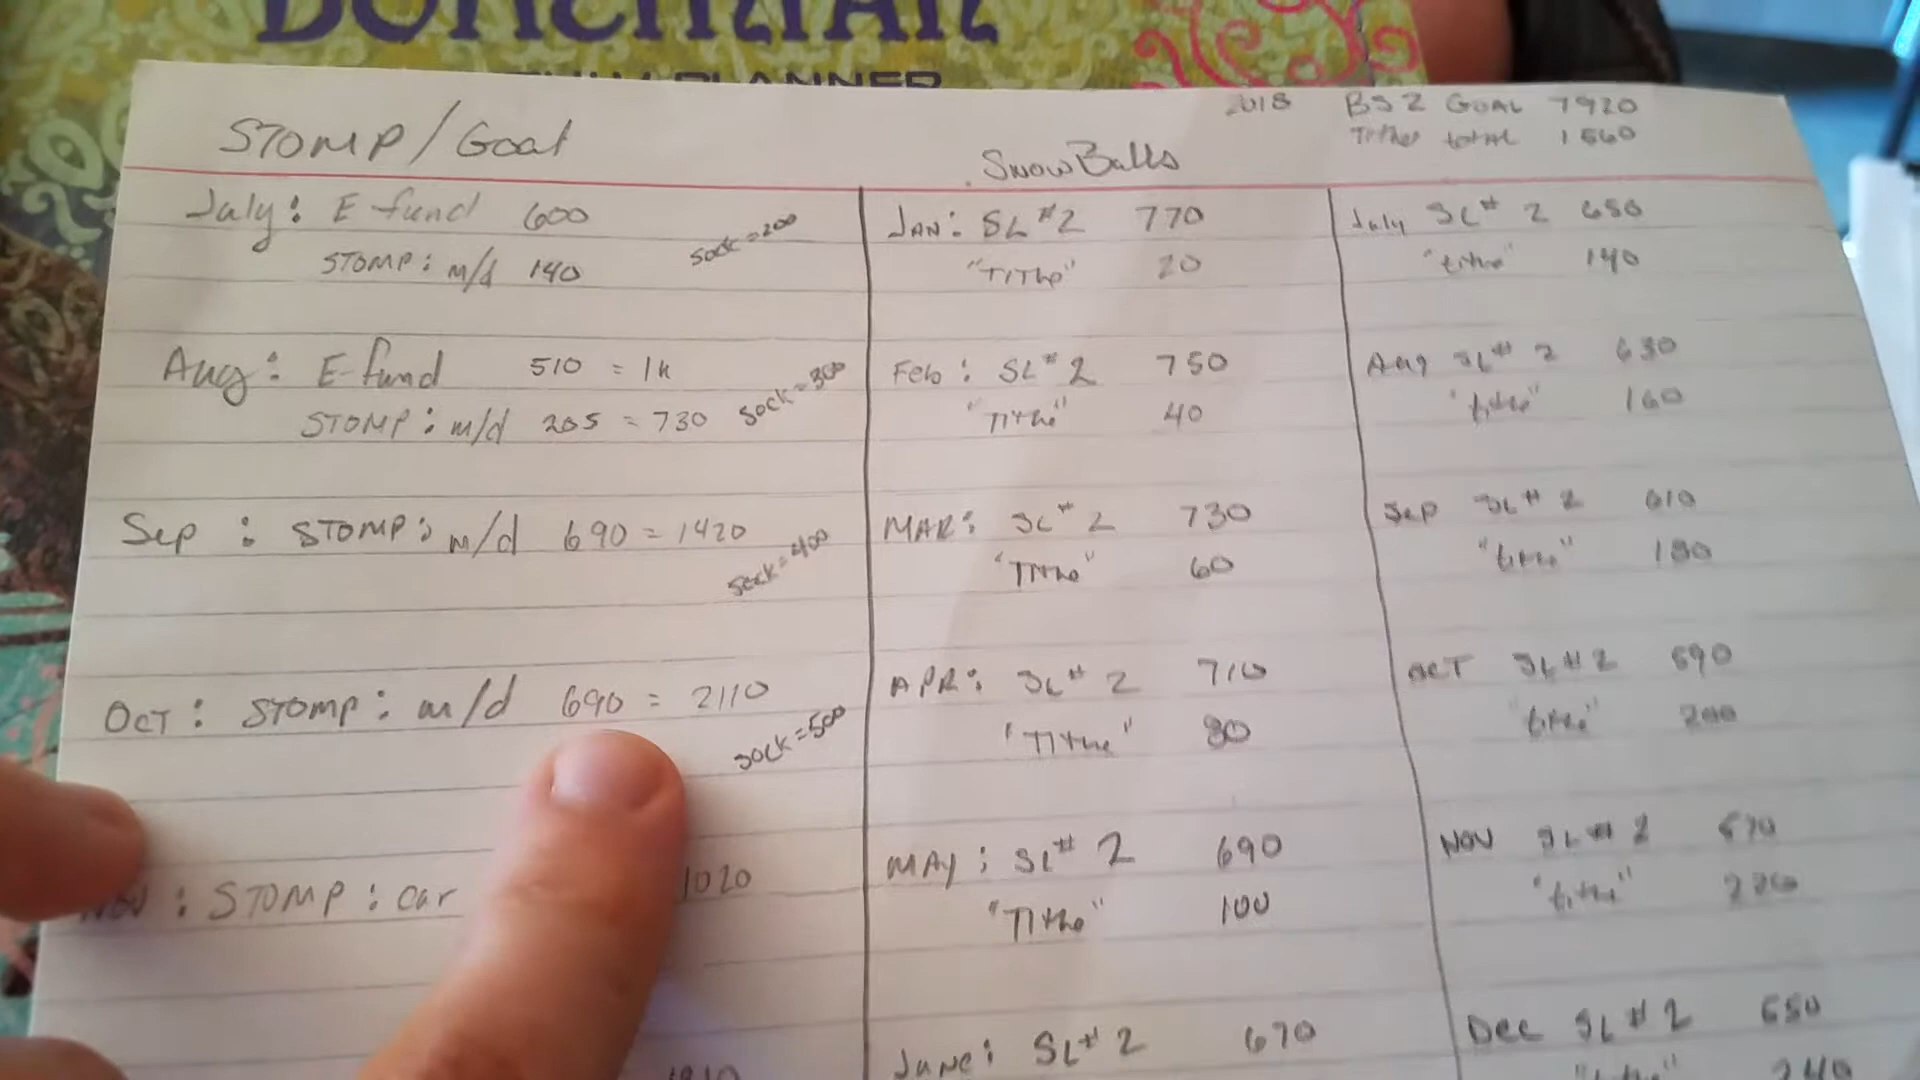 BOHEMIAN
PLANNER
2018 BS2 GOAL 7920
Tithe total 1560
STOMP/Goal
July: E fund 600
STOMP: m/d 140
sock=200
Aug: E-fund 510 = 1k
STOMP: m/d 205 = 730
sock=300
Sep: STOMP: m/d 690 = 1420
sock=400
Oct: STOMP: m/d 690 = 2110
sock=500
Nov: STOMP: car 1020
SnowBalls
JAN: SL #2 770
"TIThe" 20
Feb: SL #2 750
"TIThe" 40
MAR: SL #2 730
"TIThe" 60
APR: SL #2 710
"TIThe" 80
MAY: SL #2 690
"TIThe" 100
June: SL #2 670
July SL #2 650
"tithe" 140
Aug SL #2 630
"tithe" 160
Sep SL #2 610
"tithe" 180
OCT SL #2 590
"tithe" 200
NOV SL #2 570
"tithe" 220
Dec SL #2 550
240